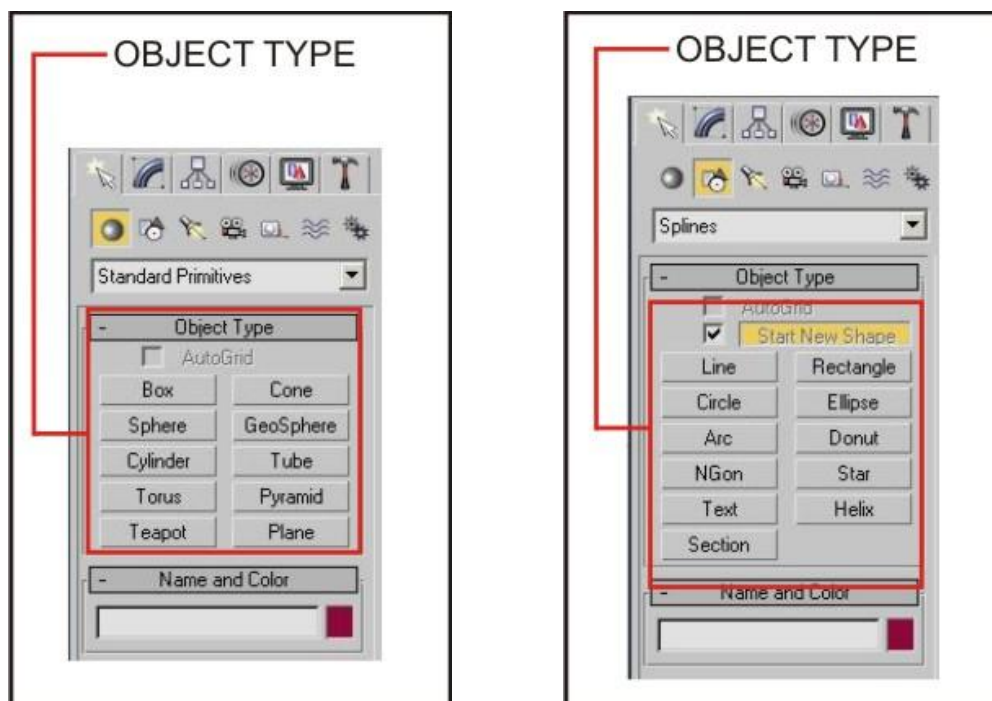 OBJECT TYPE
Standard Primitives
- Object Type
AutoGrid
Box Cone
Sphere GeoSphere
Cylinder Tube
Torus Pyramid
Teapot Plane
- Name and Color
OBJECT TYPE
Splines
- Object Type
AutoGrid
Start New Shape
Line Rectangle
Circle Ellipse
Arc Donut
NGon Star
Text Helix
Section
- Name and Color